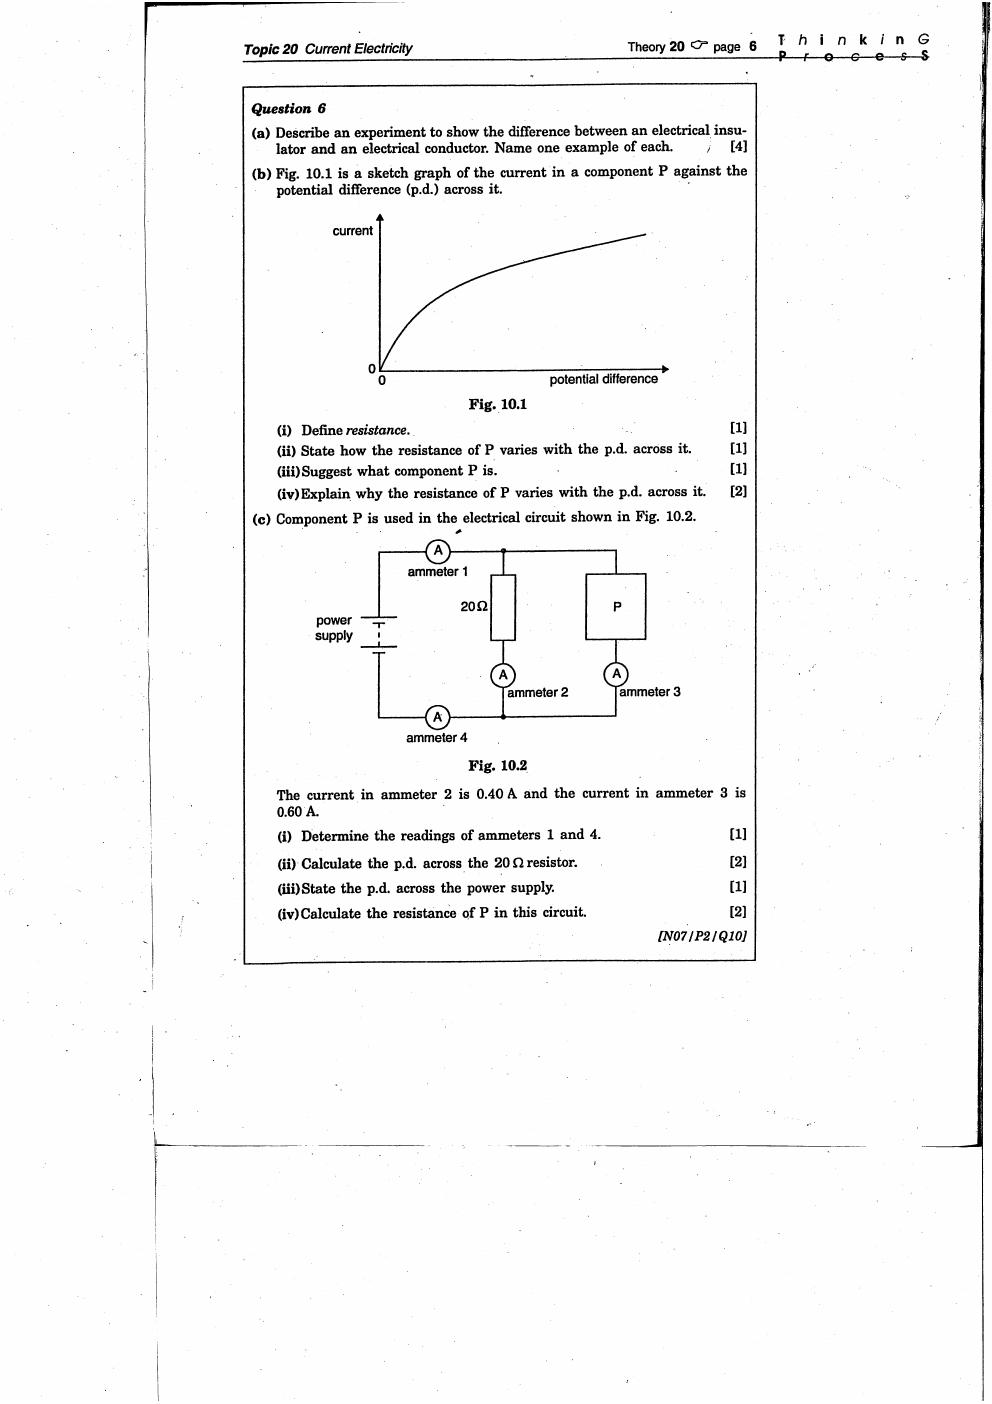 Topic 20 Current Electricity
Theory 20 ☞ page 6
T h i n k i n G
P r o c e s S
Question 6
(a) Describe an experiment to show the difference between an electrical insu-
lator and an electrical conductor. Name one example of each. [4]
(b) Fig. 10.1 is a sketch graph of the current in a component P against the
potential difference (p.d.) across it.
current
0
0
potential difference
Fig. 10.1
(i) Define resistance. [1]
(ii) State how the resistance of P varies with the p.d. across it. [1]
(iii) Suggest what component P is. [1]
(iv) Explain why the resistance of P varies with the p.d. across it. [2]
(c) Component P is used in the electrical circuit shown in Fig. 10.2.
A
ammeter 1
20Ω
P
power
supply
A
A
ammeter 2
ammeter 3
A
ammeter 4
Fig. 10.2
The current in ammeter 2 is 0.40 A and the current in ammeter 3 is
0.60 A.
(i) Determine the readings of ammeters 1 and 4. [1]
(ii) Calculate the p.d. across the 20 Ω resistor. [2]
(iii) State the p.d. across the power supply. [1]
(iv) Calculate the resistance of P in this circuit. [2]
[N07/P2/Q10]